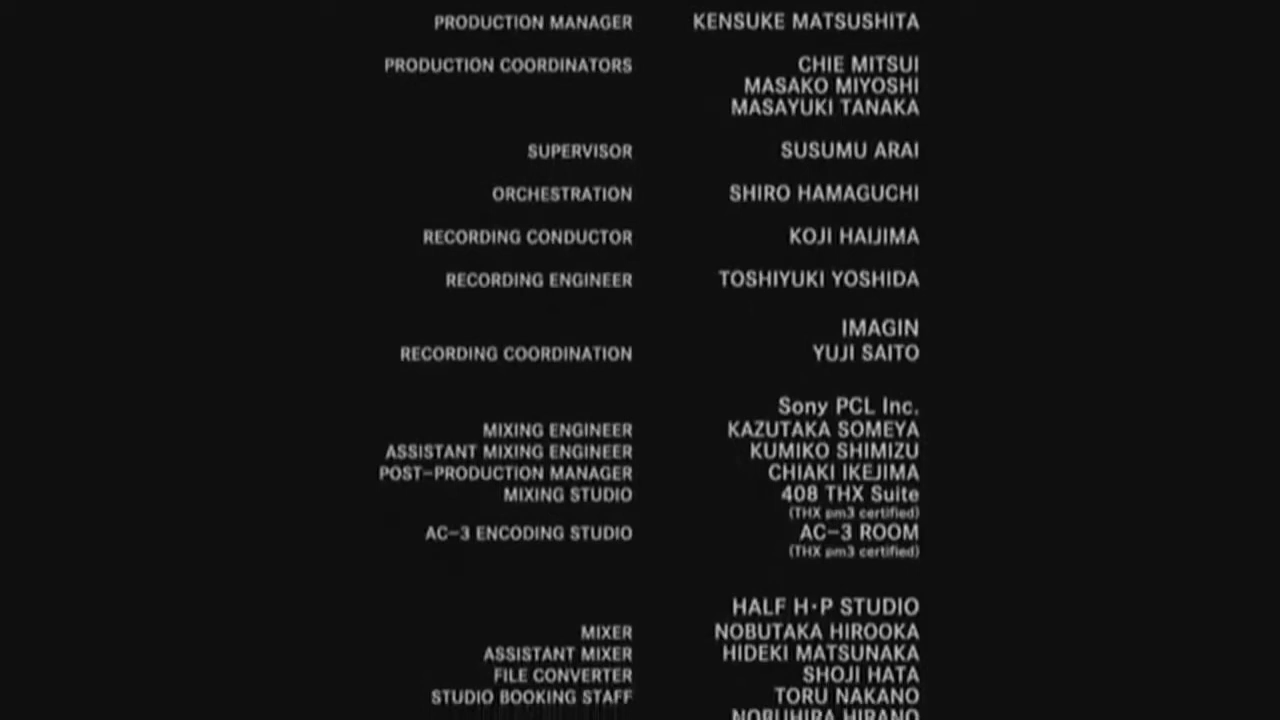 PRODUCTION MANAGER KENSUKE MATSUSHITA
PRODUCTION COORDINATORS CHIE MITSUI
MASAKO MIYOSHI
MASAYUKI TANAKA
SUPERVISOR SUSUMU ARAI
ORCHESTRATION SHIRO HAMAGUCHI
RECORDING CONDUCTOR KOJI HAIJIMA
RECORDING ENGINEER TOSHIYUKI YOSHIDA
IMAGIN
RECORDING COORDINATION YUJI SAITO
Sony PCL Inc.
MIXING ENGINEER KAZUTAKA SOMEYA
ASSISTANT MIXING ENGINEER KUMIKO SHIMIZU
POST-PRODUCTION MANAGER CHIAKI IKEJIMA
MIXING STUDIO 408 THX Suite
(THX pm3 certified)
AC-3 ENCODING STUDIO AC-3 ROOM
(THX pm3 certified)
HALF H·P STUDIO
MIXER NOBUTAKA HIROOKA
ASSISTANT MIXER HIDEKI MATSUNAKA
FILE CONVERTER SHOJI HATA
STUDIO BOOKING STAFF TORU NAKANO
NOBUHIRA HIRANO